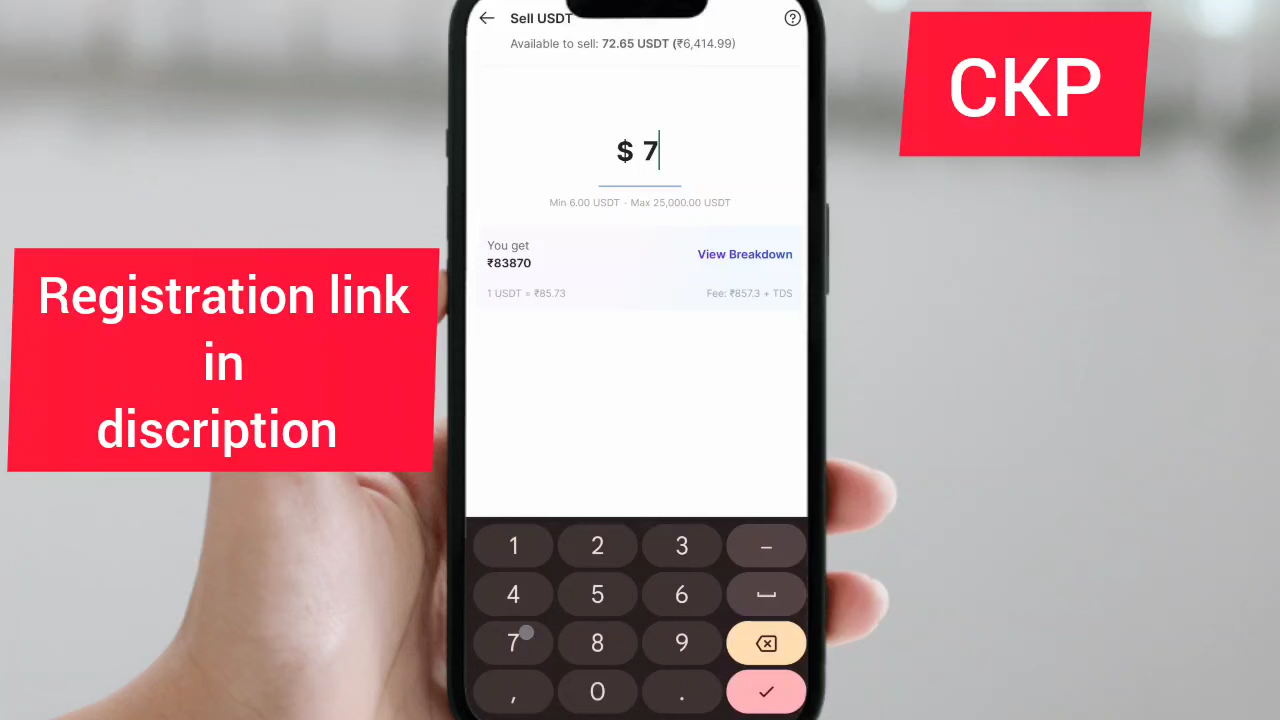 Sell USDT
Available to sell: 72.65 USDT (₹6,414.99)
CKP
$ 7
Min 6.00 USDT - Max 25,000.00 USDT
You get
₹83870
View Breakdown
1 USDT = ₹85.73
Fee: ₹857.3 + TDS
Registration link
in
discription
1 2 3 –
4 5 6
7 8 9
, 0 .